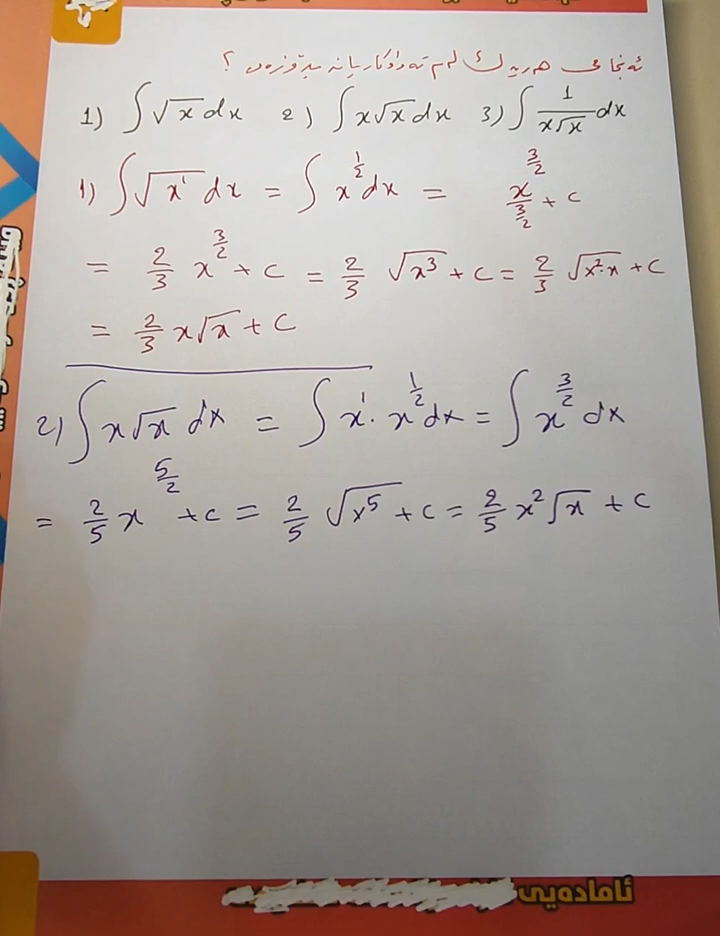 ئەنجامی هەریەك لەم تەواوکاریانە بدۆزەوە ؟
1) ∫√x dx 2) ∫x√x dx 3) ∫ 1/(x√x) dx
1) ∫√x¹ dx = ∫x^(1/2) dx = x^(3/2)/(3/2) + c
= 2/3 x^(3/2) + c = 2/3 √x³ + c = 2/3 √x²·x + c
= 2/3 x√x + c
2) ∫x√x dx = ∫x¹·x^(1/2) dx = ∫x^(3/2) dx
= 2/5 x^(5/2) + c = 2/5 √x⁵ + c = 2/5 x²√x + c
ئامادەیی